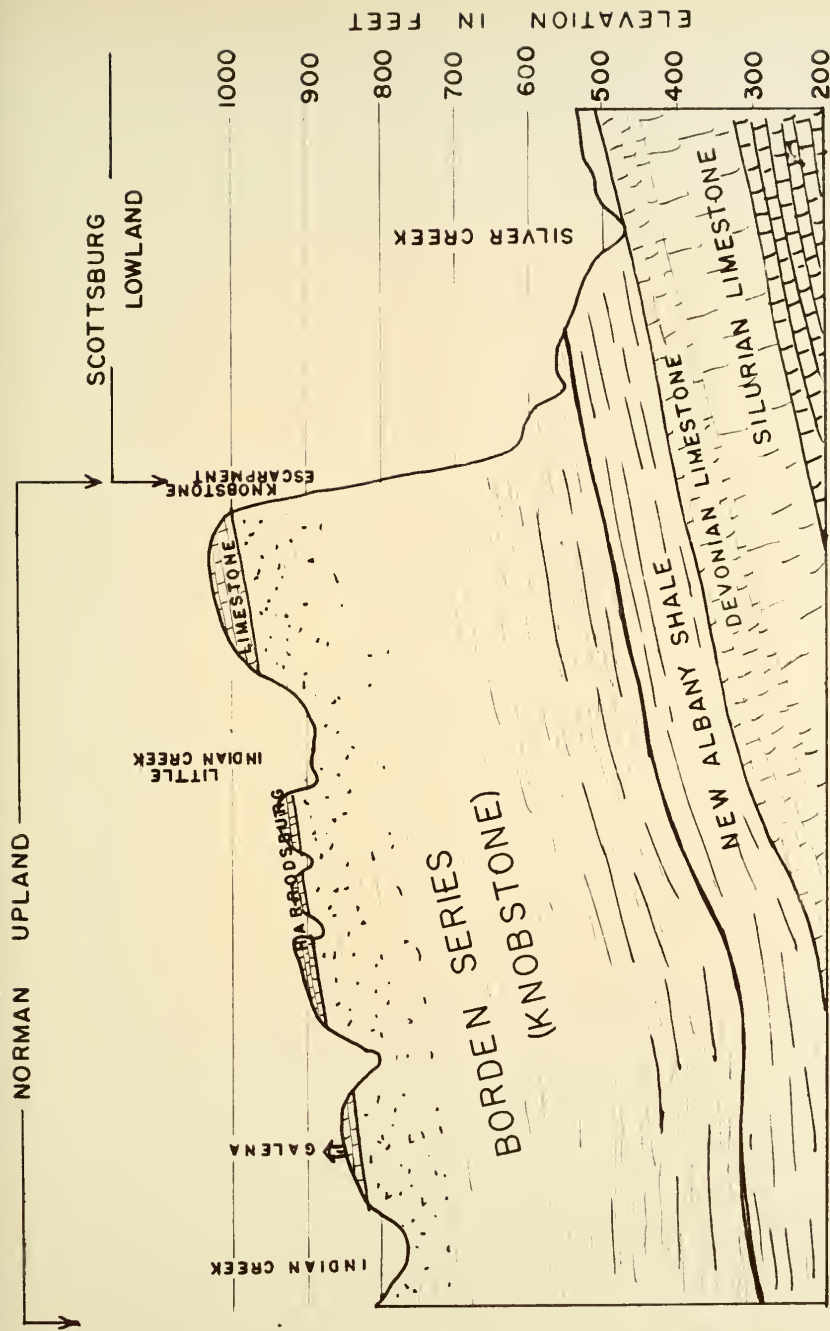 NORMAN UPLAND
SCOTTSBURG
LOWLAND
KNOBSTONE
ESCARPMENT
LITTLE
INDIAN CREEK
GALENA
INDIAN CREEK
SILVER CREEK
HARRODSBURG LIMESTONE
BORDEN SERIES
(KNOBSTONE)
NEW ALBANY SHALE
DEVONIAN LIMESTONE
SILURIAN LIMESTONE
ELEVATION IN FEET
1000
900
800
700
600
500
400
300
200